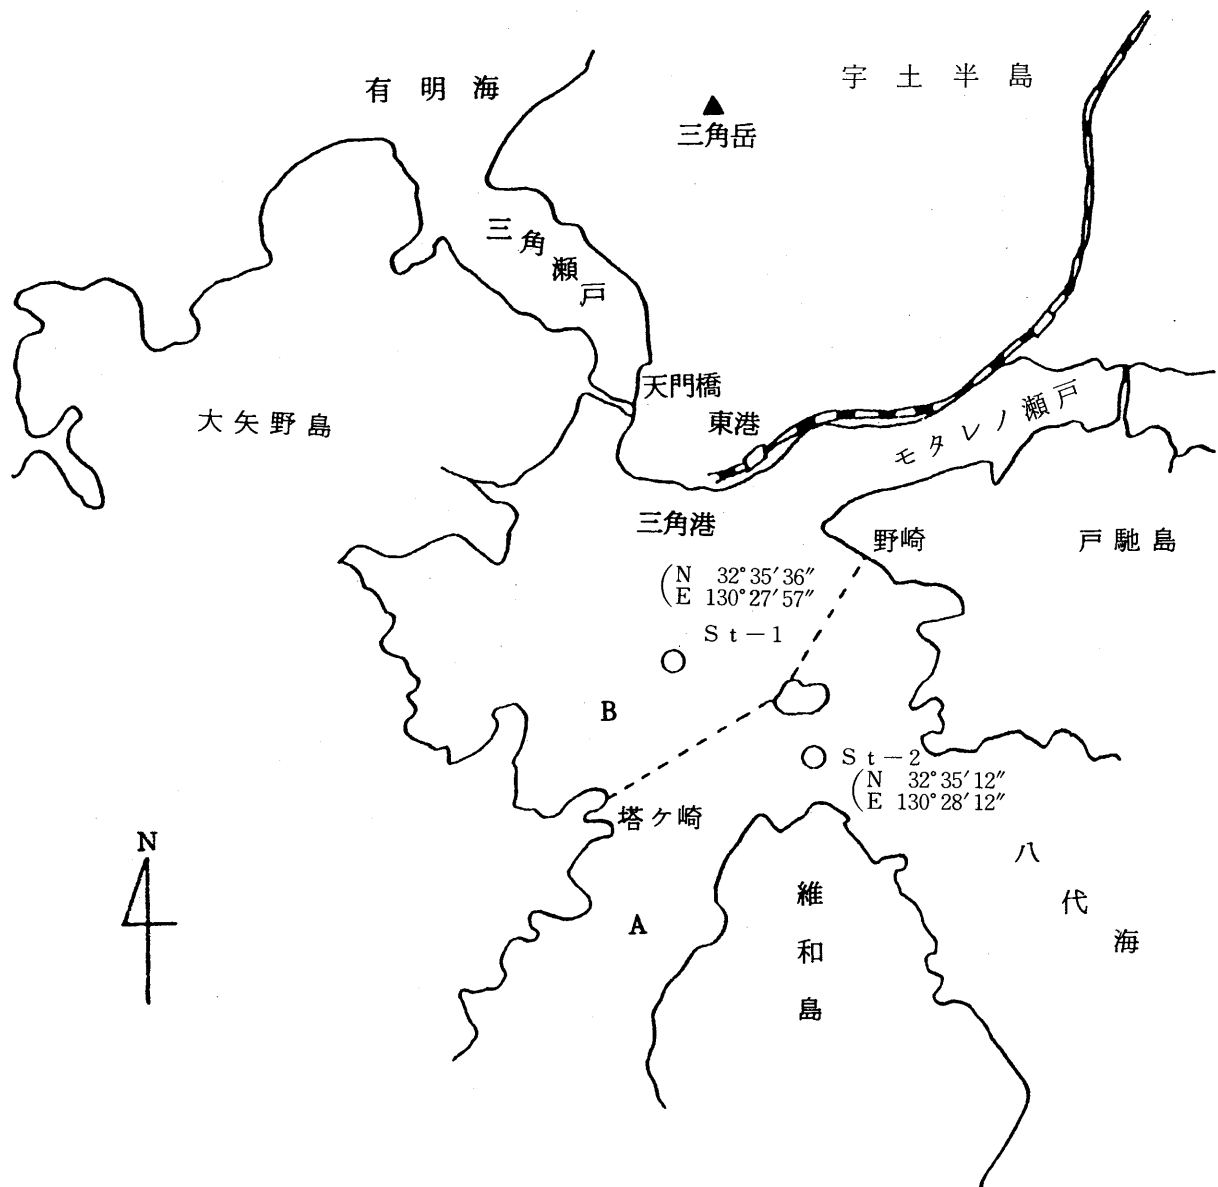 有明海
宇土半島
三角岳
三角瀬戸
天門橋
東港
大矢野島
モタレノ瀬戸
三角港
野崎
戸馳島
(N 32°35′36″
E 130°27′57″
St-1
B
St-2
(N 32°35′12″
E 130°28′12″
塔ケ崎
N
八代海
維和島
A